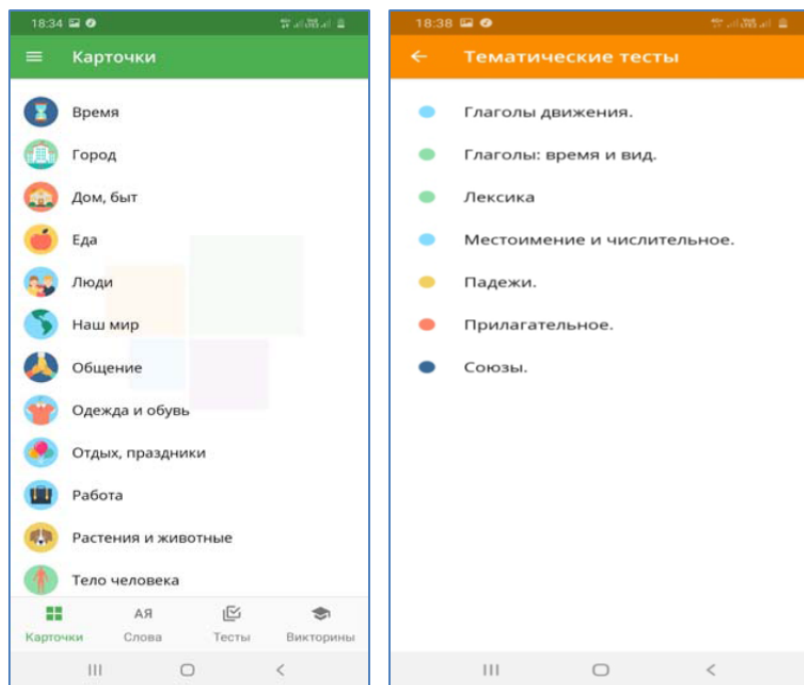 18:34
Карточки
Время
Город
Дом, быт
Еда
Люди
Наш мир
Общение
Одежда и обувь
Отдых, праздники
Работа
Растения и животные
Тело человека
АЯ
Карточки Слова Тесты Викторины
18:38
Тематические тесты
Глаголы движения.
Глаголы: время и вид.
Лексика
Местоимение и числительное.
Падежи.
Прилагательное.
Союзы.